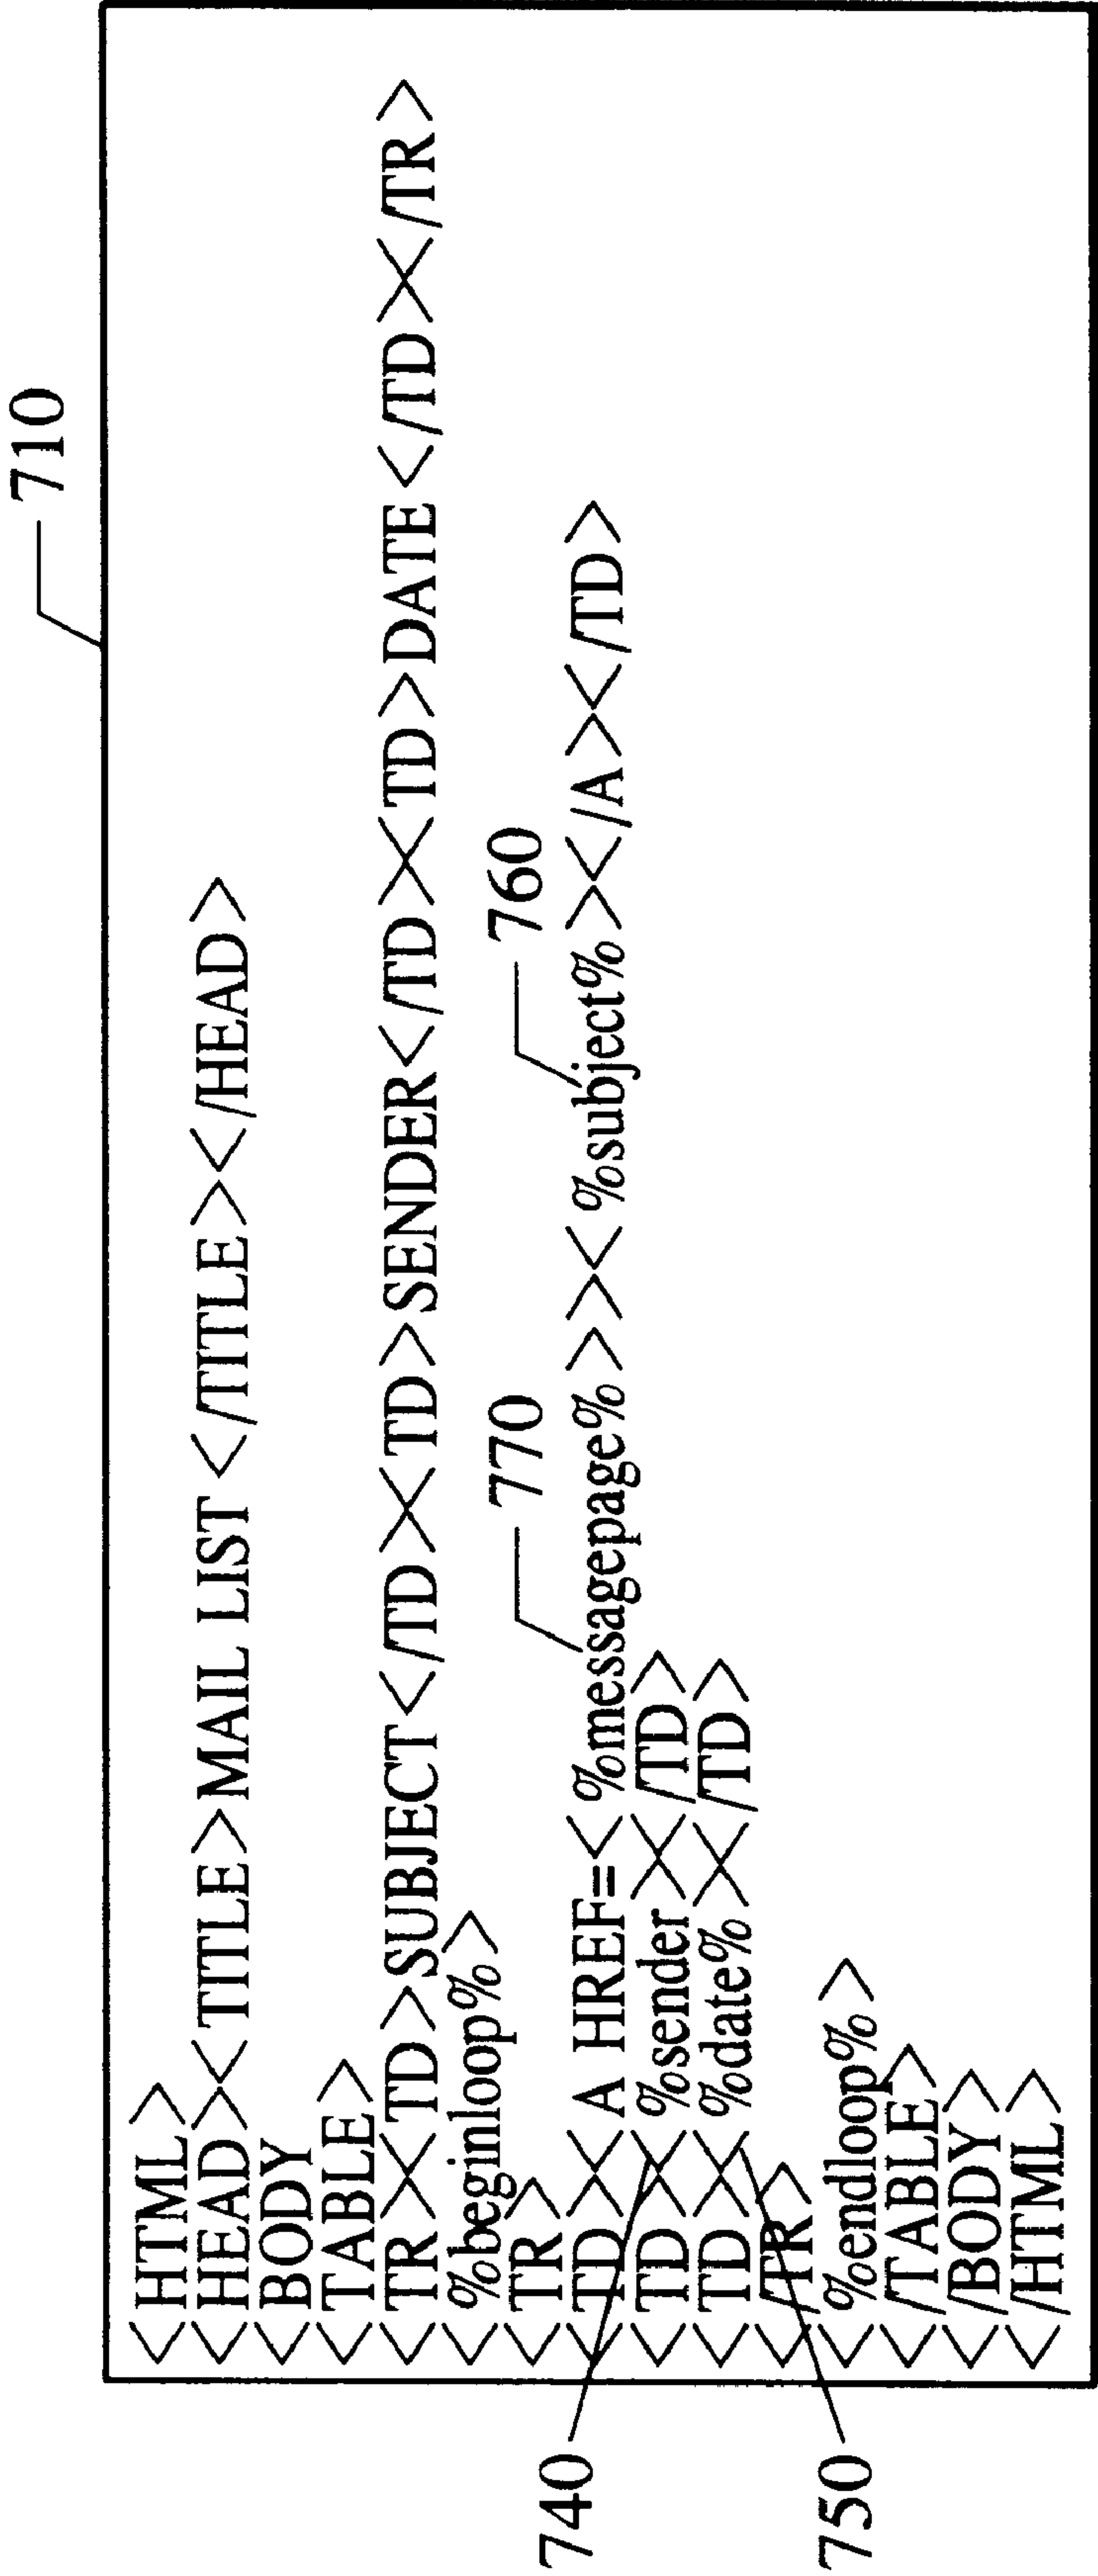 710
<HTML>
<HEAD><TITLE>MAIL LIST </TITLE></HEAD>
<BODY
<TABLE>
<TR><TD>SUBJECT</TD><TD>SENDER</TD><TD>DATE</TD></TR>
<%beginloop%>
<TR>
770
760
<TD><A HREF=<%messagepage%>><%subject%></A></TD>
<TD><%sender></TD>
<TD><%date%></TD>
</TR>
<%endloop%>
</TABLE>
</BODY>
</HTML>
740
750